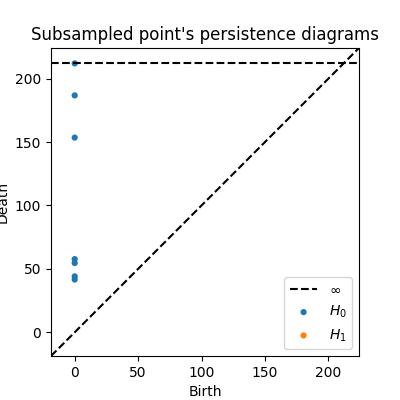 Subsampled point's persistence diagrams
Death
200
150
100
50
0
0 50 100 150 200
Birth
∞
H₀
H₁